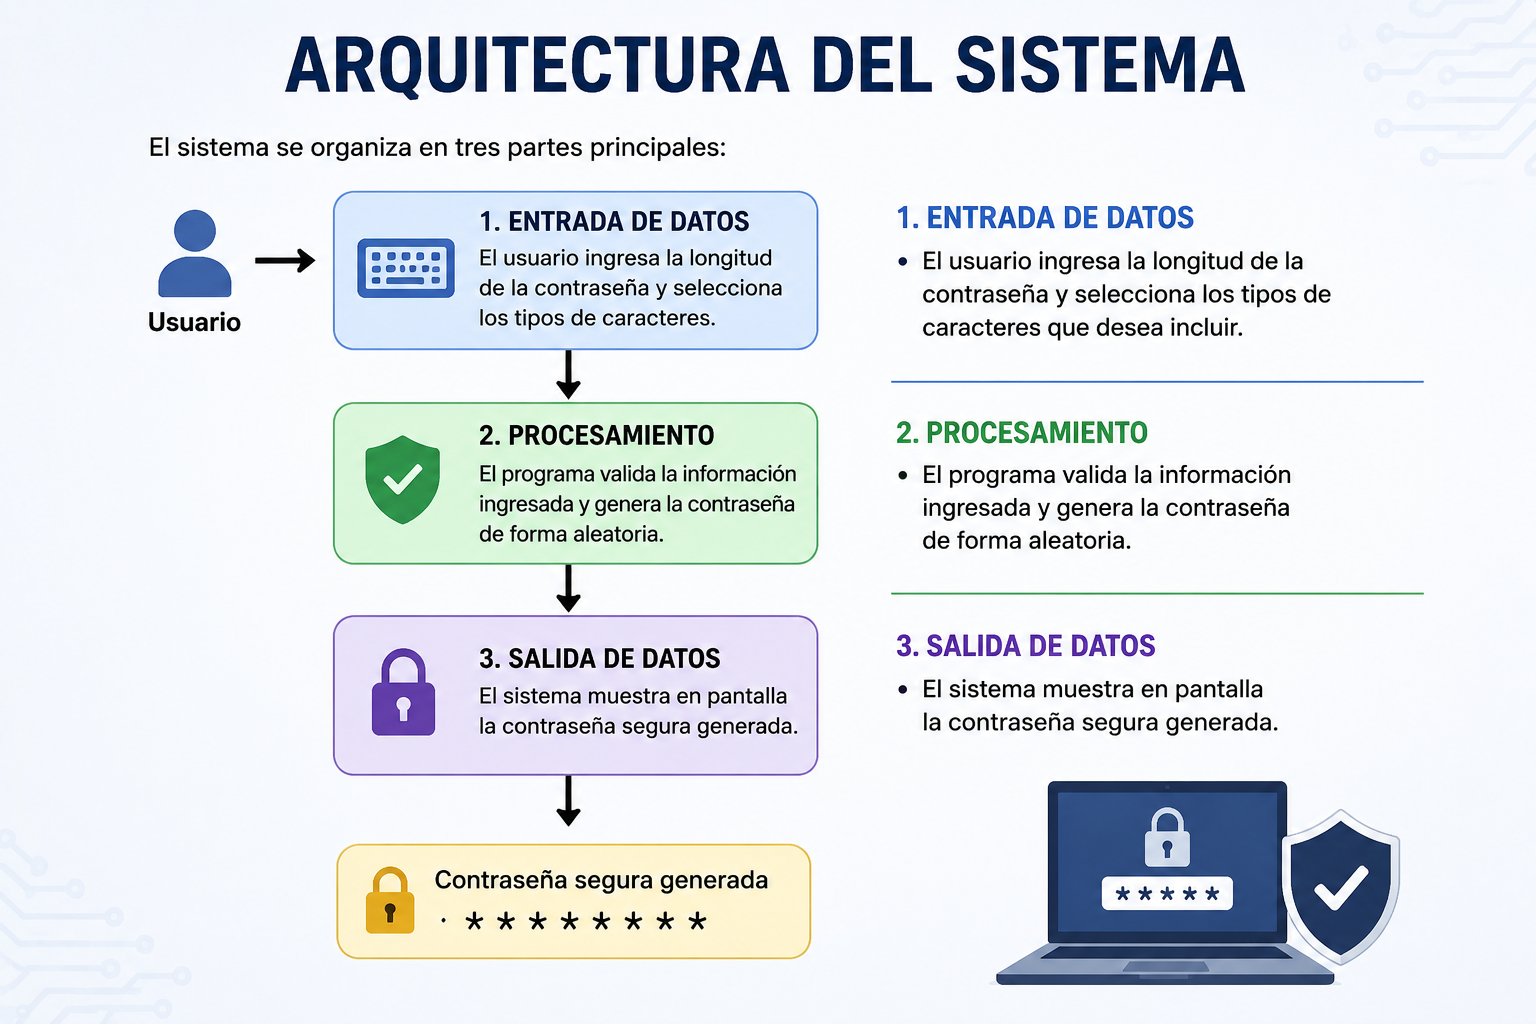 ARQUITECTURA DEL SISTEMA
El sistema se organiza en tres partes principales:
Usuario
1. ENTRADA DE DATOS
El usuario ingresa la longitud
de la contraseña y selecciona
los tipos de caracteres.
2. PROCESAMIENTO
El programa valida la información
ingresada y genera la contraseña
de forma aleatoria.
3. SALIDA DE DATOS
El sistema muestra en pantalla
la contraseña segura generada.
Contraseña segura generada
· * * * * * * * *
1. ENTRADA DE DATOS
• El usuario ingresa la longitud de la
contraseña y selecciona los tipos de
caracteres que desea incluir.
2. PROCESAMIENTO
• El programa valida la información
ingresada y genera la contraseña
de forma aleatoria.
3. SALIDA DE DATOS
• El sistema muestra en pantalla
la contraseña segura generada.
* * * * *